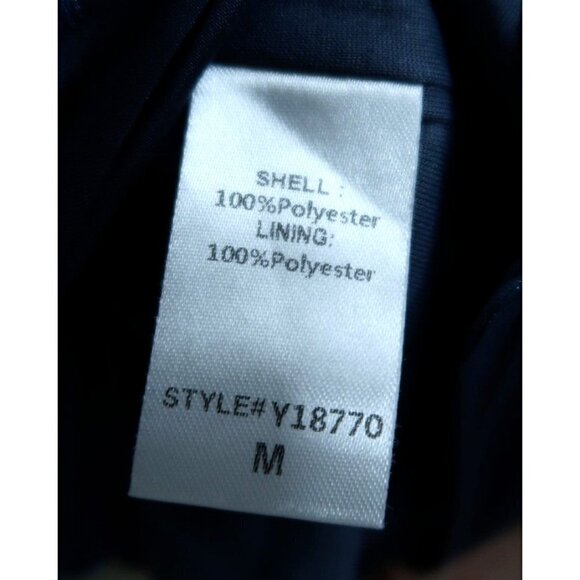 SHELL :
100%Polyester
LINING:
100%Polyester
STYLE# Y18770
M